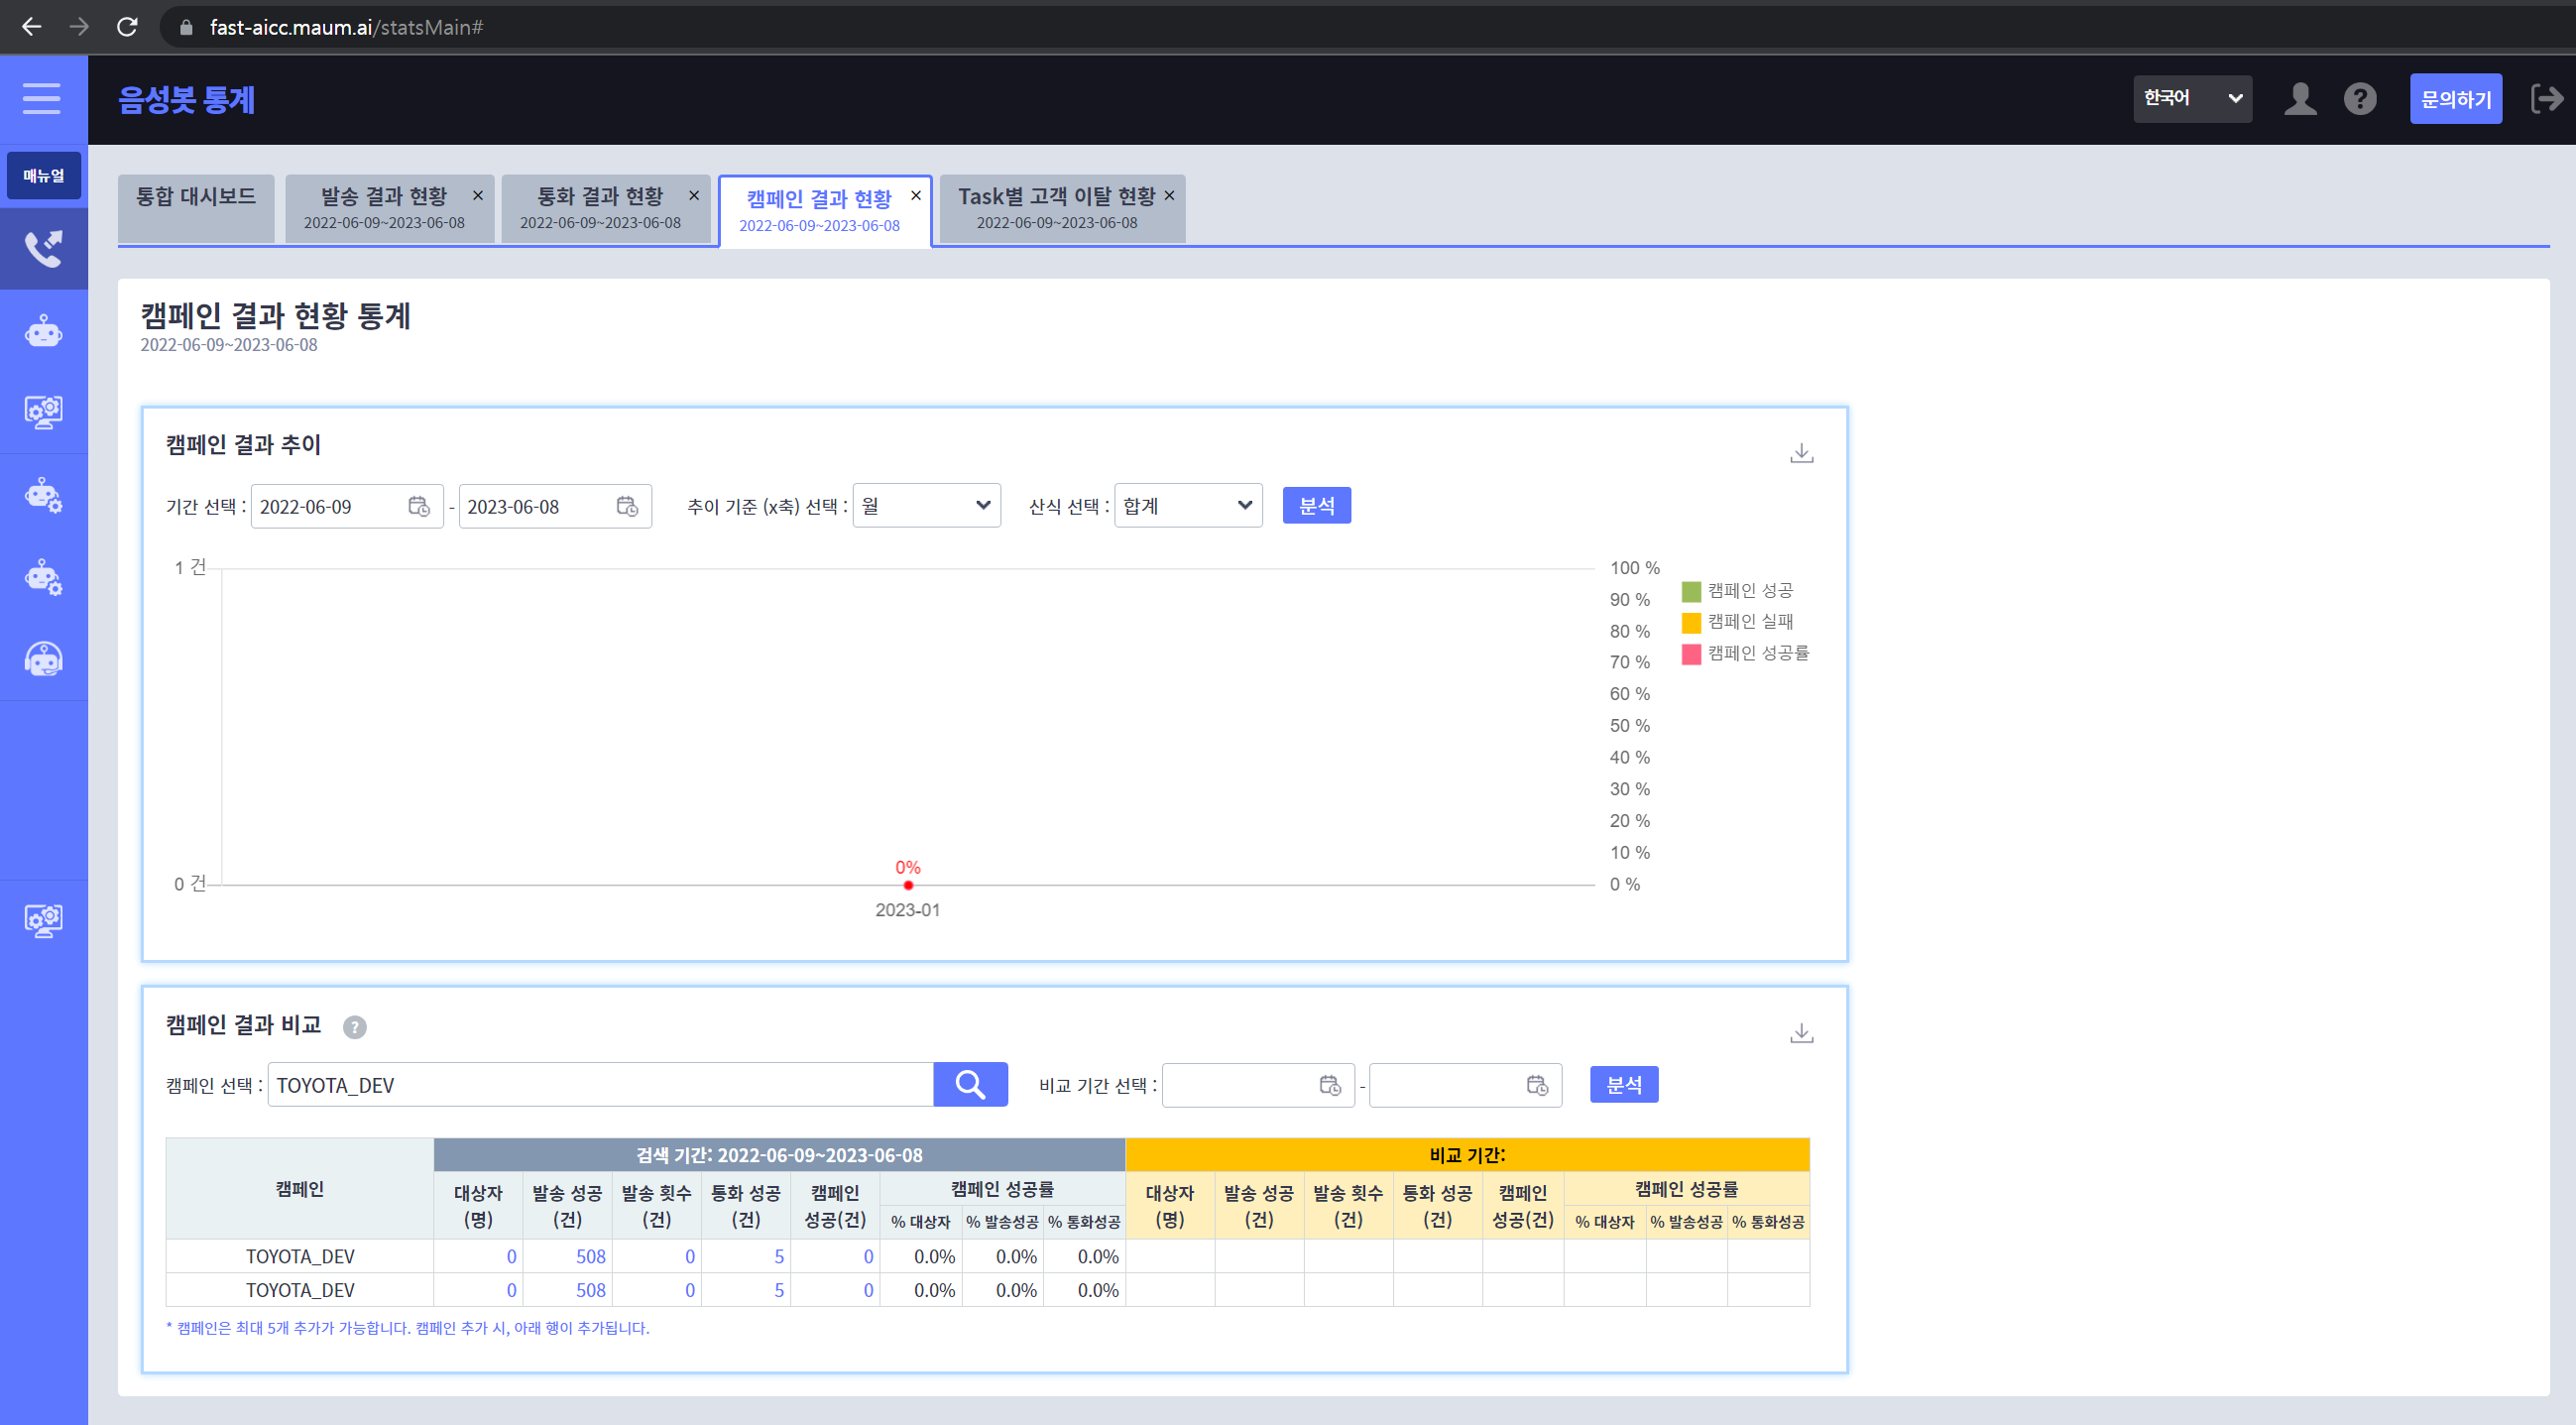 fast-aicc.maum.ai/statsMain#
음성봇 통계
한국어
문의하기
매뉴얼
통합 대시보드
발송 결과 현황 ×
2022-06-09~2023-06-08
통화 결과 현황 ×
2022-06-09~2023-06-08
캠페인 결과 현황 ×
2022-06-09~2023-06-08
Task별 고객 이탈 현황 ×
2022-06-09~2023-06-08
캠페인 결과 현황 통계
2022-06-09~2023-06-08
캠페인 결과 추이
기간 선택 : 2022-06-09 - 2023-06-08 추이 기준 (x축) 선택 : 월 산식 선택 : 합계 분석
1 건
0 건
0%
2023-01
100 %
90 %
80 %
70 %
60 %
50 %
40 %
30 %
20 %
10 %
0 %
캠페인 성공
캠페인 실패
캠페인 성공률
캠페인 결과 비교 ?
캠페인 선택 : TOYOTA_DEV 비교 기간 선택 : - 분석
검색 기간: 2022-06-09~2023-06-08 비교 기간:
캠페인
대상자 (명) 발송 성공 (건) 발송 횟수 (건) 통화 성공 (건) 캠페인 성공(건) 캠페인 성공률
% 대상자 % 발송성공 % 통화성공
대상자 (명) 발송 성공 (건) 발송 횟수 (건) 통화 성공 (건) 캠페인 성공(건) 캠페인 성공률
% 대상자 % 발송성공 % 통화성공
TOYOTA_DEV 0 508 0 5 0 0.0% 0.0% 0.0%
TOYOTA_DEV 0 508 0 5 0 0.0% 0.0% 0.0%
* 캠페인은 최대 5개 추가가 가능합니다. 캠페인 추가 시, 아래 행이 추가됩니다.